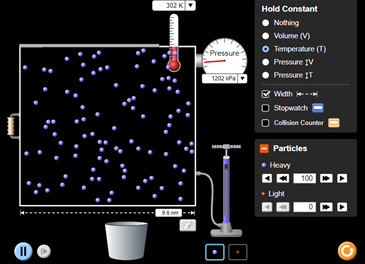 302 K
Pressure
1202 kPa
9.6 nm
Hold Constant
Nothing
Volume (V)
Temperature (T)
Pressure ↕V
Pressure ↕T
Width
Stopwatch
Collision Counter
Particles
Heavy
100
Light
0